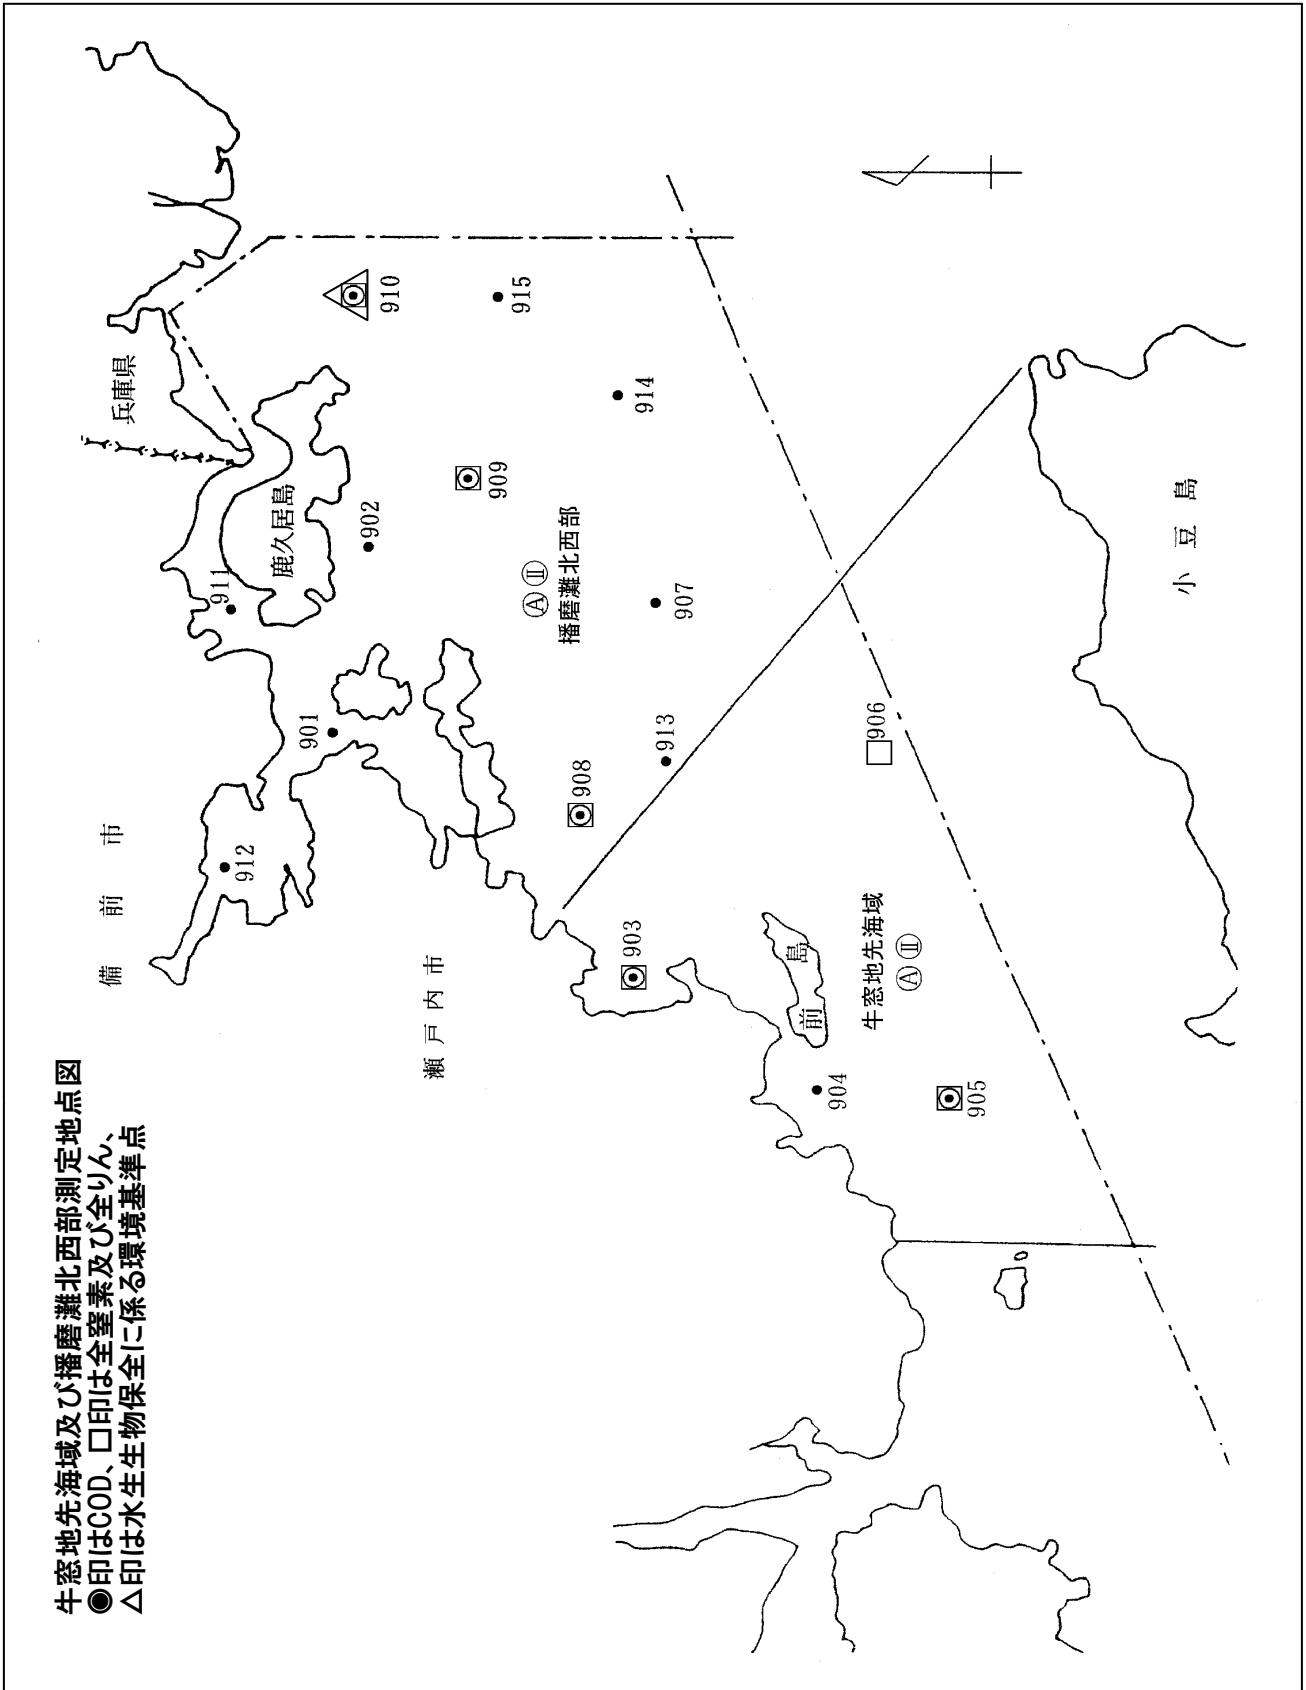 牛窓地先海域及び播磨灘北西部測定地点図
◉印はCOD、□印は全窒素及び全りん、
△印は水生生物保全に係る環境基準点
備前市
瀬戸内市
兵庫県
鹿久居島
前島
小豆島
播磨灘北西部
Ⓐ Ⅱ
牛窓地先海域
Ⓐ Ⅱ
901
902
903
904
905
906
907
908
909
910
911
912
913
914
915